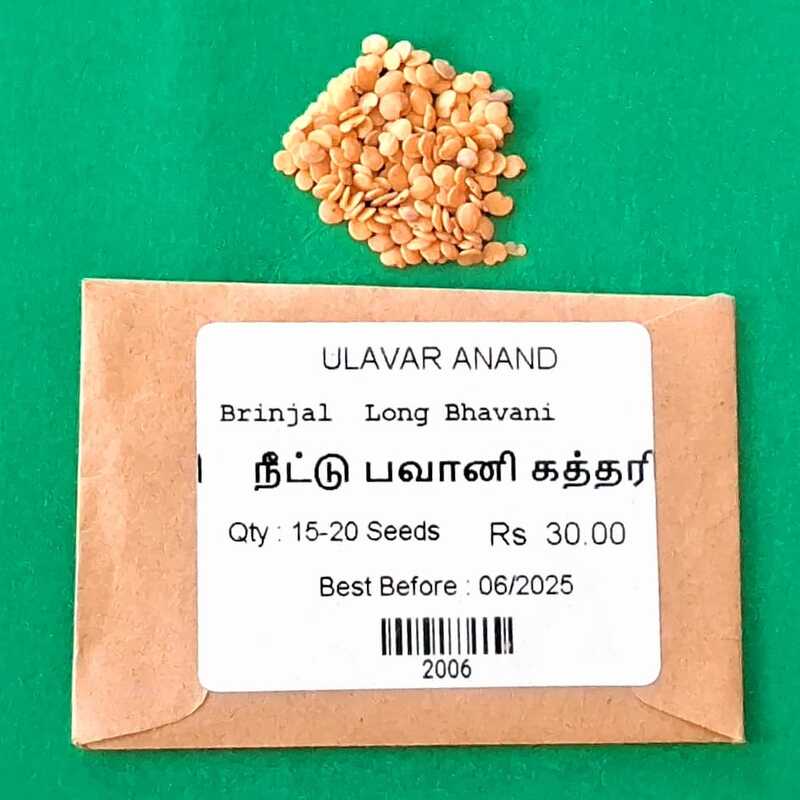 ULAVAR ANAND
Brinjal Long Bhavani
நீட்டு பவானி கத்தரி
Qty : 15-20 Seeds Rs 30.00
Best Before : 06/2025
2006